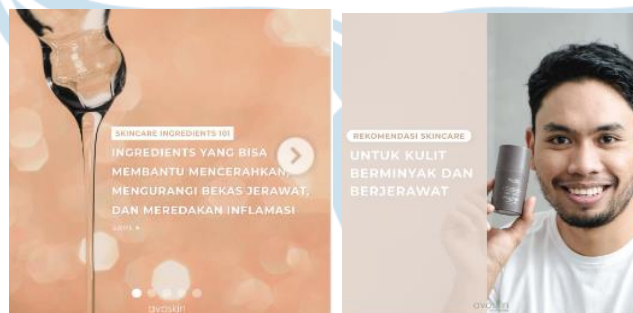 SKINCARE INGREDIENTS 101
INGREDIENTS YANG BISA
MEMBANTU MENCERAHKAN,
MENGURANGI BEKAS JERAWAT,
DAN MEREDAKAN INFLAMASI
avoskin
REKOMENDASI SKINCARE
UNTUK KULIT
BERMINYAK DAN
BERJERAWAT
avoskin